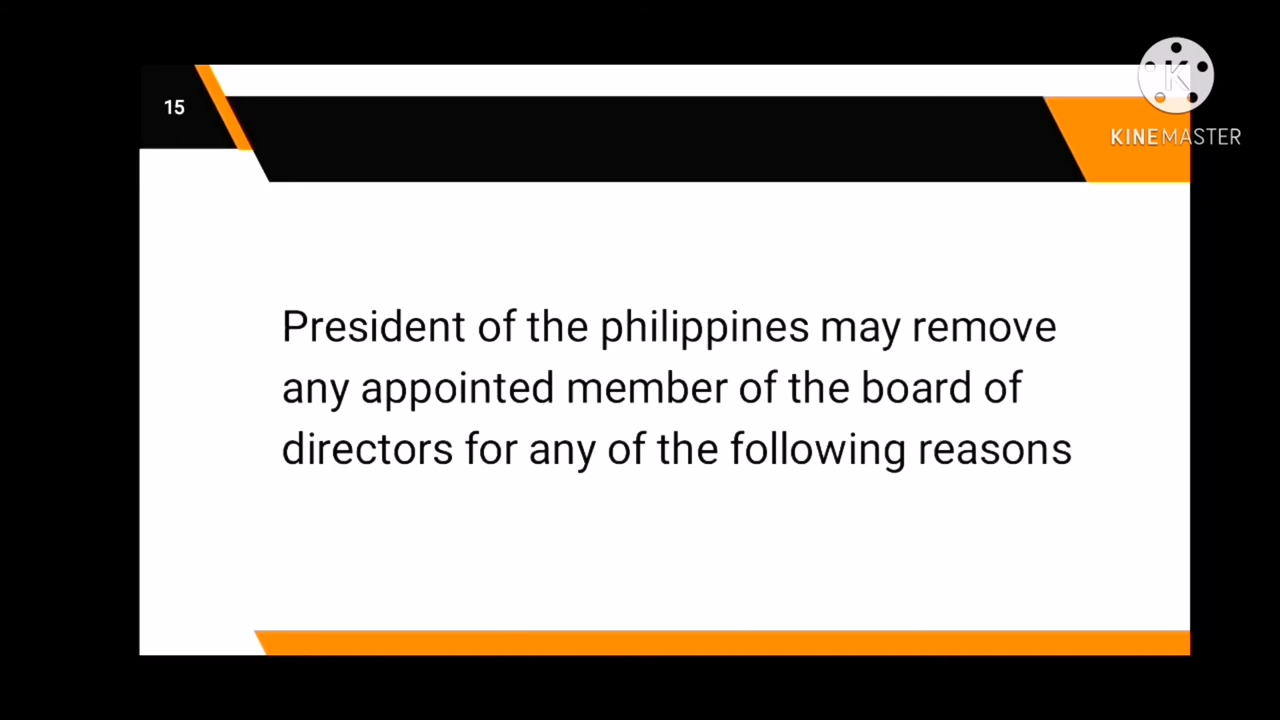 15
K
KINEMASTER
President of the philippines may remove
any appointed member of the board of
directors for any of the following reasons